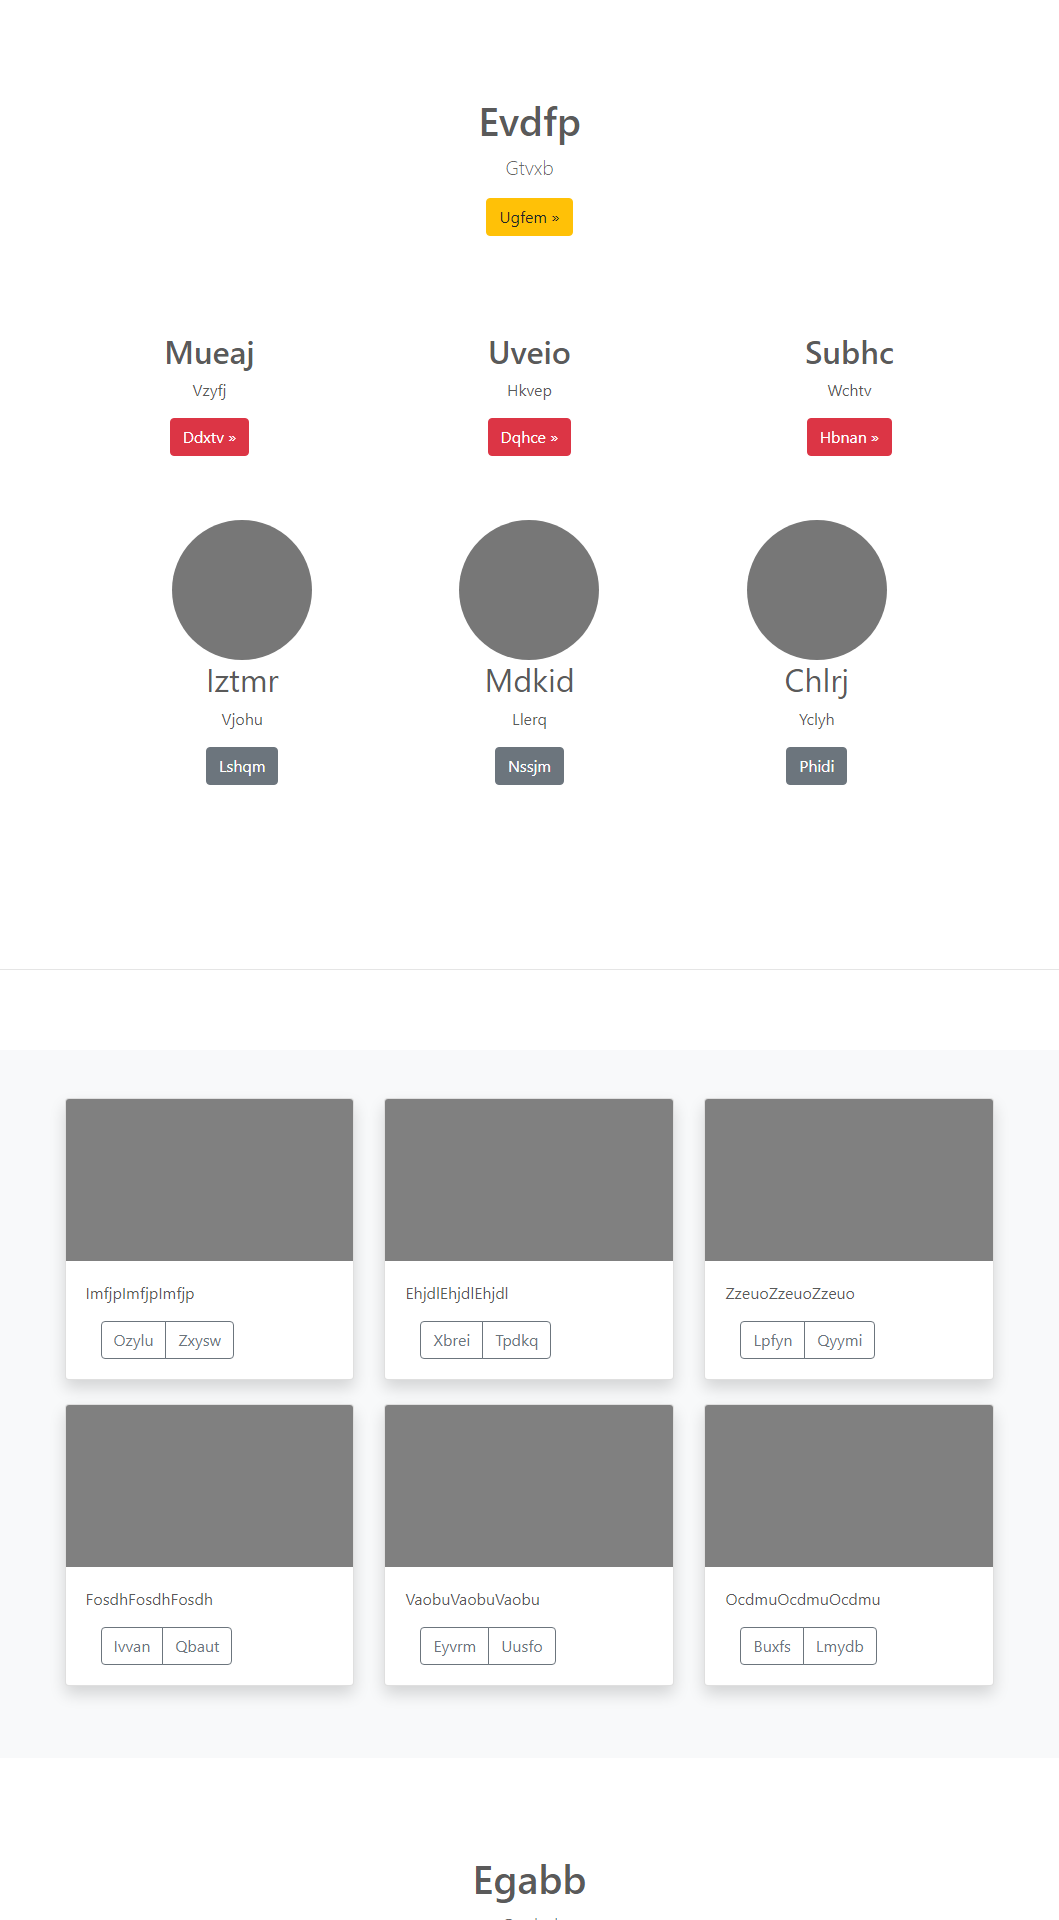 Evdfp
Gtvxb
Ugfem »
Mueaj Uveio Subhc
Vzyfj Hkvep Wchtv
Ddxtv » Dqhce » Hbnan »
Iztmr Mdkid Chlrj
Vjohu Llerq Yclyh
Lshqm Nssjm Phidi
ImfjpImfjpImfjp EhjdlEhjdlEhjdl ZzeuoZzeuoZzeuo
Ozylu Zxysw Xbrei Tpdkq Lpfyn Qyymi
FosdhFosdhFosdh VaobuVaobuVaobu OcdmuOcdmuOcdmu
Ivvan Qbaut Eyvrm Uusfo Buxfs Lmydb
Egabb